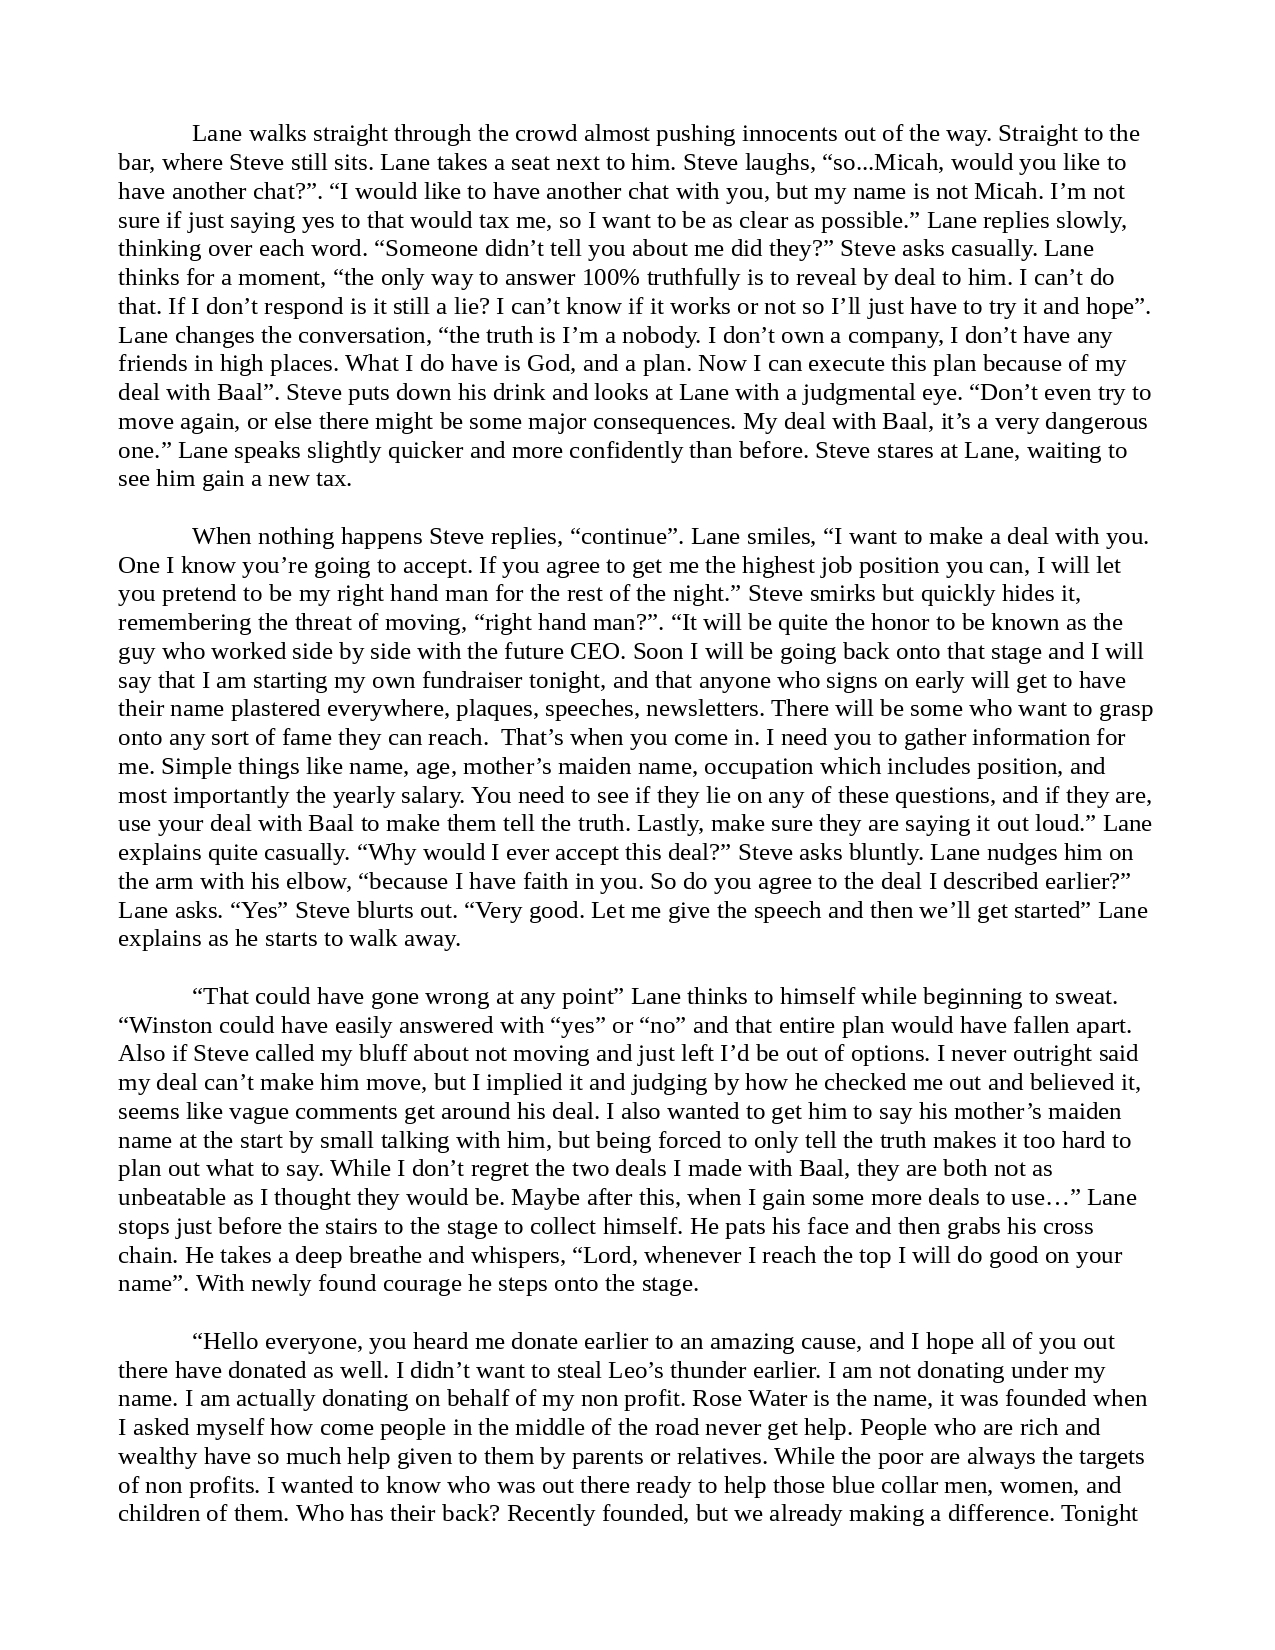 Lane walks straight through the crowd almost pushing innocents out of the way. Straight to the
bar, where Steve still sits. Lane takes a seat next to him. Steve laughs, “so...Micah, would you like to
have another chat?”. “I would like to have another chat with you, but my name is not Micah. I’m not
sure if just saying yes to that would tax me, so I want to be as clear as possible.” Lane replies slowly,
thinking over each word. “Someone didn’t tell you about me did they?” Steve asks casually. Lane
thinks for a moment, “the only way to answer 100% truthfully is to reveal by deal to him. I can’t do
that. If I don’t respond is it still a lie? I can’t know if it works or not so I’ll just have to try it and hope”.
Lane changes the conversation, “the truth is I’m a nobody. I don’t own a company, I don’t have any
friends in high places. What I do have is God, and a plan. Now I can execute this plan because of my
deal with Baal”. Steve puts down his drink and looks at Lane with a judgmental eye. “Don’t even try to
move again, or else there might be some major consequences. My deal with Baal, it’s a very dangerous
one.” Lane speaks slightly quicker and more confidently than before. Steve stares at Lane, waiting to
see him gain a new tax.
When nothing happens Steve replies, “continue”. Lane smiles, “I want to make a deal with you.
One I know you’re going to accept. If you agree to get me the highest job position you can, I will let
you pretend to be my right hand man for the rest of the night.” Steve smirks but quickly hides it,
remembering the threat of moving, “right hand man?”. “It will be quite the honor to be known as the
guy who worked side by side with the future CEO. Soon I will be going back onto that stage and I will
say that I am starting my own fundraiser tonight, and that anyone who signs on early will get to have
their name plastered everywhere, plaques, speeches, newsletters. There will be some who want to grasp
onto any sort of fame they can reach.  That’s when you come in. I need you to gather information for
me. Simple things like name, age, mother’s maiden name, occupation which includes position, and
most importantly the yearly salary. You need to see if they lie on any of these questions, and if they are,
use your deal with Baal to make them tell the truth. Lastly, make sure they are saying it out loud.” Lane
explains quite casually. “Why would I ever accept this deal?” Steve asks bluntly. Lane nudges him on
the arm with his elbow, “because I have faith in you. So do you agree to the deal I described earlier?”
Lane asks. “Yes” Steve blurts out. “Very good. Let me give the speech and then we’ll get started” Lane
explains as he starts to walk away.
“That could have gone wrong at any point” Lane thinks to himself while beginning to sweat.
“Winston could have easily answered with “yes” or “no” and that entire plan would have fallen apart.
Also if Steve called my bluff about not moving and just left I’d be out of options. I never outright said
my deal can’t make him move, but I implied it and judging by how he checked me out and believed it,
seems like vague comments get around his deal. I also wanted to get him to say his mother’s maiden
name at the start by small talking with him, but being forced to only tell the truth makes it too hard to
plan out what to say. While I don’t regret the two deals I made with Baal, they are both not as
unbeatable as I thought they would be. Maybe after this, when I gain some more deals to use…” Lane
stops just before the stairs to the stage to collect himself. He pats his face and then grabs his cross
chain. He takes a deep breathe and whispers, “Lord, whenever I reach the top I will do good on your
name”. With newly found courage he steps onto the stage.
“Hello everyone, you heard me donate earlier to an amazing cause, and I hope all of you out
there have donated as well. I didn’t want to steal Leo’s thunder earlier. I am not donating under my
name. I am actually donating on behalf of my non profit. Rose Water is the name, it was founded when
I asked myself how come people in the middle of the road never get help. People who are rich and
wealthy have so much help given to them by parents or relatives. While the poor are always the targets
of non profits. I wanted to know who was out there ready to help those blue collar men, women, and
children of them. Who has their back? Recently founded, but we already making a difference. Tonight